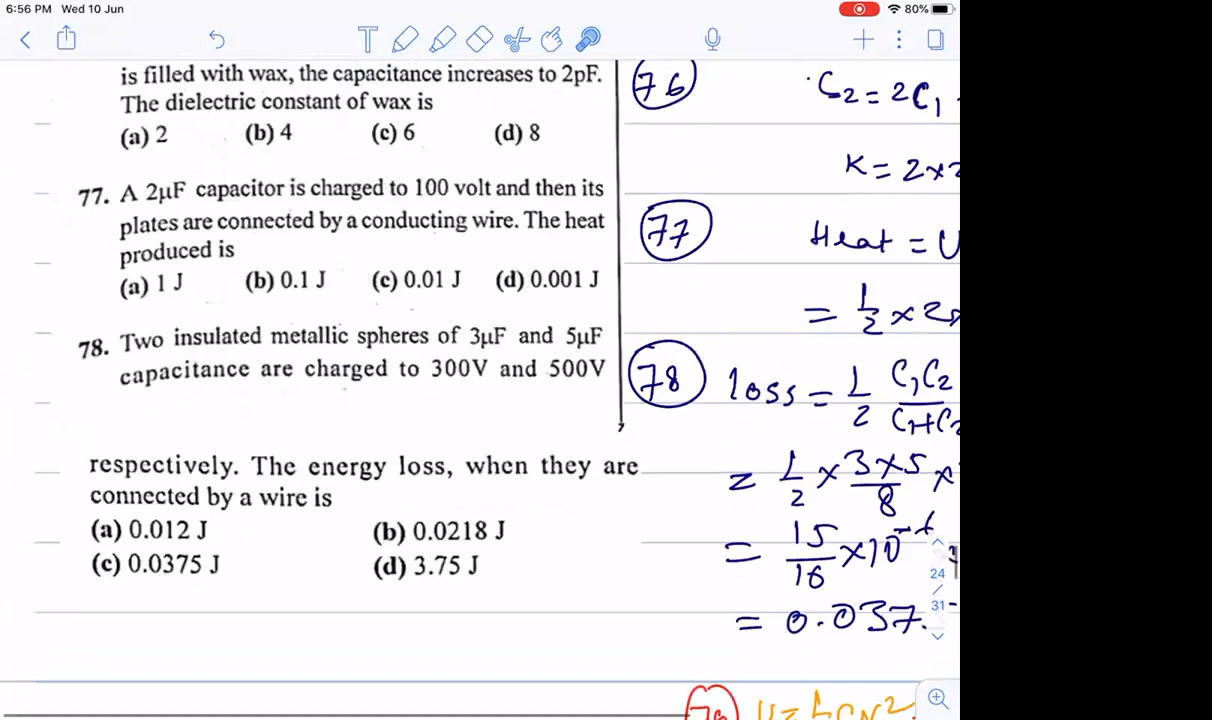 6:56 PM Wed 10 Jun
80%
is filled with wax, the capacitance increases to 2pF.
The dielectric constant of wax is
(a) 2 (b) 4 (c) 6 (d) 8
77. A 2μF capacitor is charged to 100 volt and then its
plates are connected by a conducting wire. The heat
produced is
(a) 1 J (b) 0.1 J (c) 0.01 J (d) 0.001 J
78. Two insulated metallic spheres of 3μF and 5μF
capacitance are charged to 300V and 500V
respectively. The energy loss, when they are
connected by a wire is
(a) 0.012 J (b) 0.0218 J
(c) 0.0375 J (d) 3.75 J
76 C₂ = 2C₁
K = 2×
77 Heat = U
= 1/2 × 2×
78 loss = 1/2 C₁C₂/C₁+C₂
= 1/2 × 3×5/8 ×
= 15/16 × 10
= 0.037
24
/
31